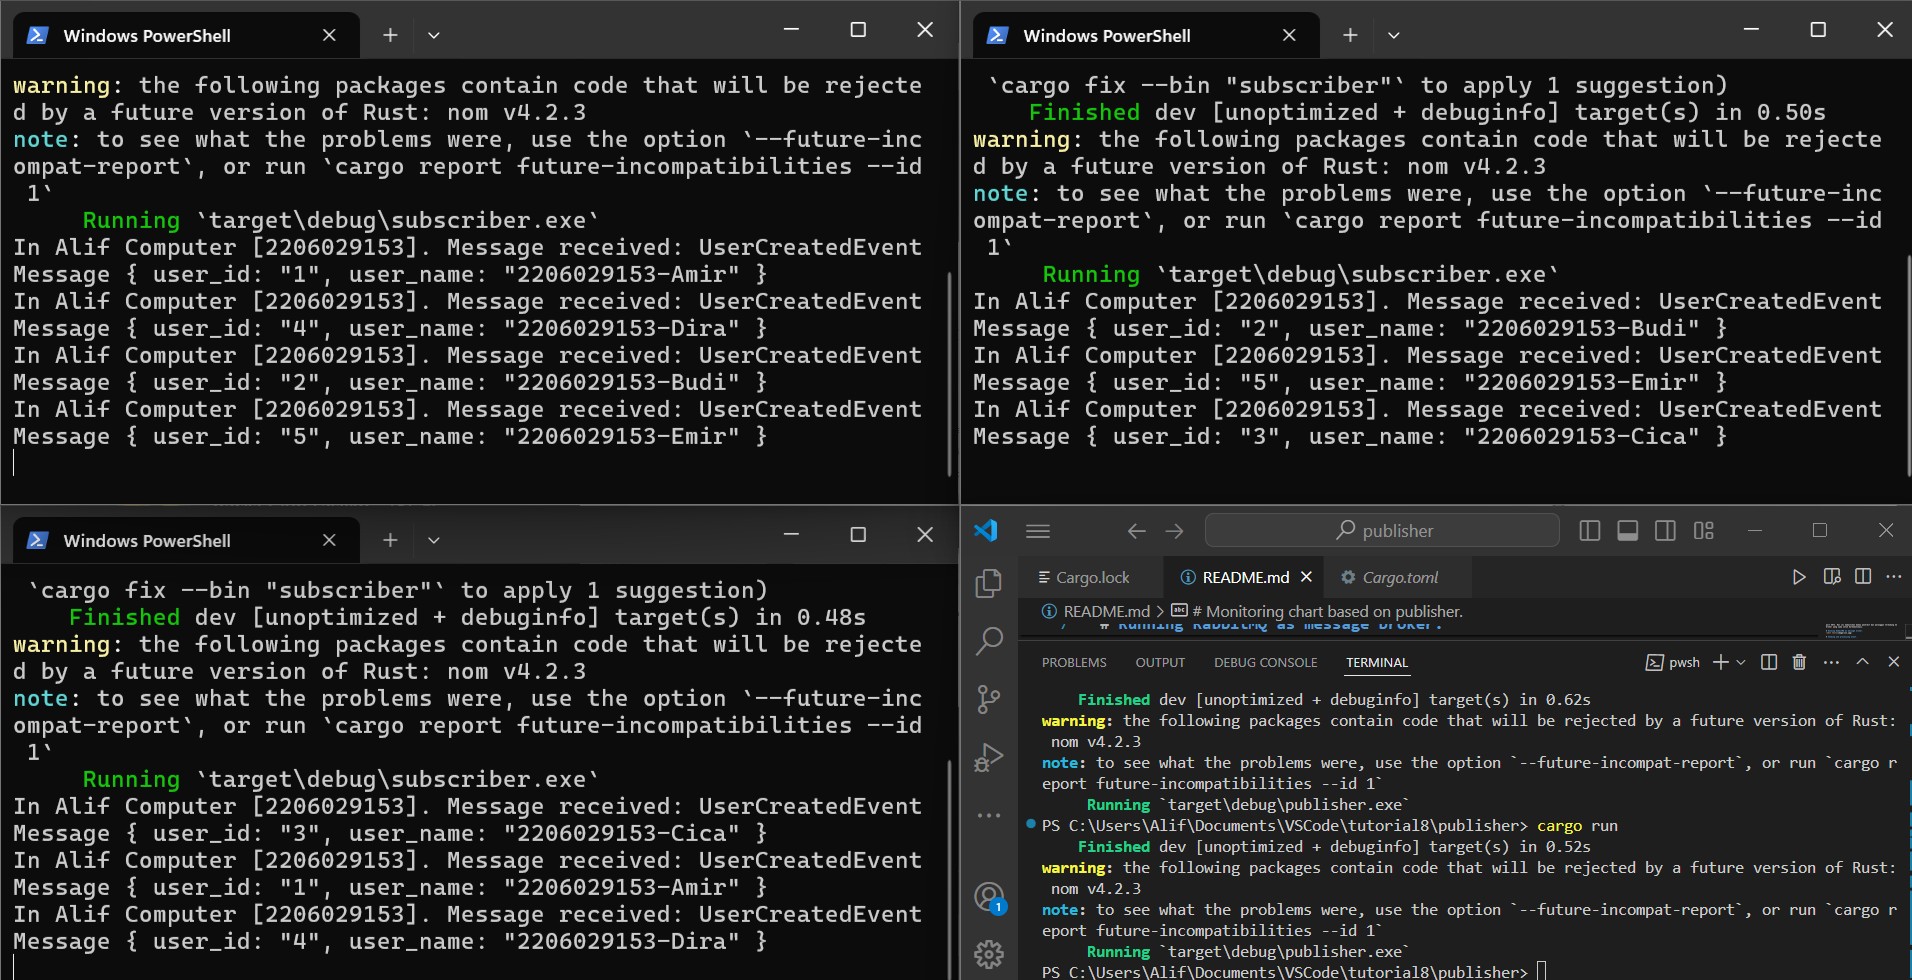 Windows PowerShell
warning: the following packages contain code that will be rejecte
d by a future version of Rust: nom v4.2.3
note: to see what the problems were, use the option `--future-inc
ompat-report`, or run `cargo report future-incompatibilities --id
 1`
     Running `target\debug\subscriber.exe`
In Alif Computer [2206029153]. Message received: UserCreatedEvent
Message { user_id: "1", user_name: "2206029153-Amir" }
In Alif Computer [2206029153]. Message received: UserCreatedEvent
Message { user_id: "4", user_name: "2206029153-Dira" }
In Alif Computer [2206029153]. Message received: UserCreatedEvent
Message { user_id: "2", user_name: "2206029153-Budi" }
In Alif Computer [2206029153]. Message received: UserCreatedEvent
Message { user_id: "5", user_name: "2206029153-Emir" }
Windows PowerShell
 `cargo fix --bin "subscriber"` to apply 1 suggestion)
    Finished dev [unoptimized + debuginfo] target(s) in 0.50s
warning: the following packages contain code that will be rejecte
d by a future version of Rust: nom v4.2.3
note: to see what the problems were, use the option `--future-inc
ompat-report`, or run `cargo report future-incompatibilities --id
 1`
     Running `target\debug\subscriber.exe`
In Alif Computer [2206029153]. Message received: UserCreatedEvent
Message { user_id: "2", user_name: "2206029153-Budi" }
In Alif Computer [2206029153]. Message received: UserCreatedEvent
Message { user_id: "5", user_name: "2206029153-Emir" }
In Alif Computer [2206029153]. Message received: UserCreatedEvent
Message { user_id: "3", user_name: "2206029153-Cica" }
Windows PowerShell
 `cargo fix --bin "subscriber"` to apply 1 suggestion)
    Finished dev [unoptimized + debuginfo] target(s) in 0.48s
warning: the following packages contain code that will be rejecte
d by a future version of Rust: nom v4.2.3
note: to see what the problems were, use the option `--future-inc
ompat-report`, or run `cargo report future-incompatibilities --id
 1`
     Running `target\debug\subscriber.exe`
In Alif Computer [2206029153]. Message received: UserCreatedEvent
Message { user_id: "3", user_name: "2206029153-Cica" }
In Alif Computer [2206029153]. Message received: UserCreatedEvent
Message { user_id: "1", user_name: "2206029153-Amir" }
In Alif Computer [2206029153]. Message received: UserCreatedEvent
Message { user_id: "4", user_name: "2206029153-Dira" }
publisher
Cargo.lock README.md Cargo.toml
README.md > # Monitoring chart based on publisher.
# Running RabbitMQ as message broker.
PROBLEMS OUTPUT DEBUG CONSOLE TERMINAL pwsh
    Finished dev [unoptimized + debuginfo] target(s) in 0.62s
warning: the following packages contain code that will be rejected by a future version of Rust:
 nom v4.2.3
note: to see what the problems were, use the option `--future-incompat-report`, or run `cargo r
eport future-incompatibilities --id 1`
     Running `target\debug\publisher.exe`
PS C:\Users\Alif\Documents\VSCode\tutorial8\publisher> cargo run
    Finished dev [unoptimized + debuginfo] target(s) in 0.52s
warning: the following packages contain code that will be rejected by a future version of Rust:
 nom v4.2.3
note: to see what the problems were, use the option `--future-incompat-report`, or run `cargo r
eport future-incompatibilities --id 1`
     Running `target\debug\publisher.exe`
PS C:\Users\Alif\Documents\VSCode\tutorial8\publisher>
1